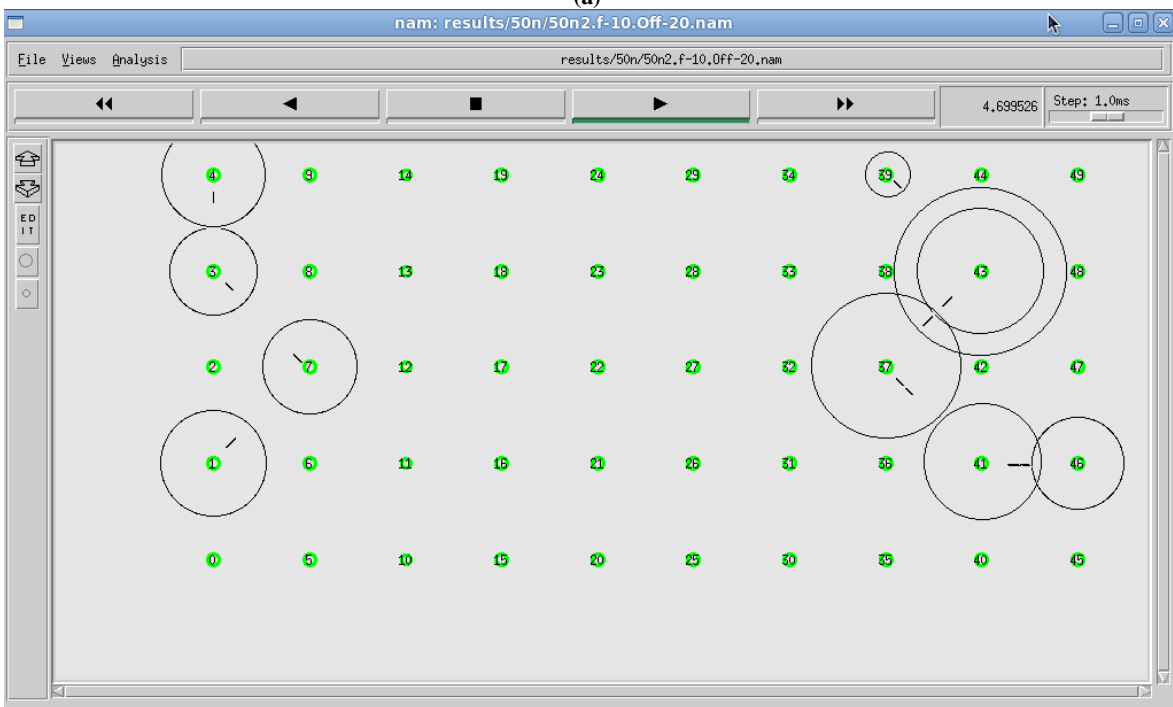 (a)
nam: results/50n/50n2.f-10.Off-20.nam
File Views Analysis results/50n/50n2.f-10.Off-20.nam
4.699526 Step: 1.0ms
4 9 14 19 24 29 34 39 44 49
ED
IT
3 8 13 18 23 28 33 38 43 48
2 7 12 17 22 27 32 37 42 47
1 6 11 16 21 26 31 36 41 46
0 5 10 15 20 25 30 35 40 45